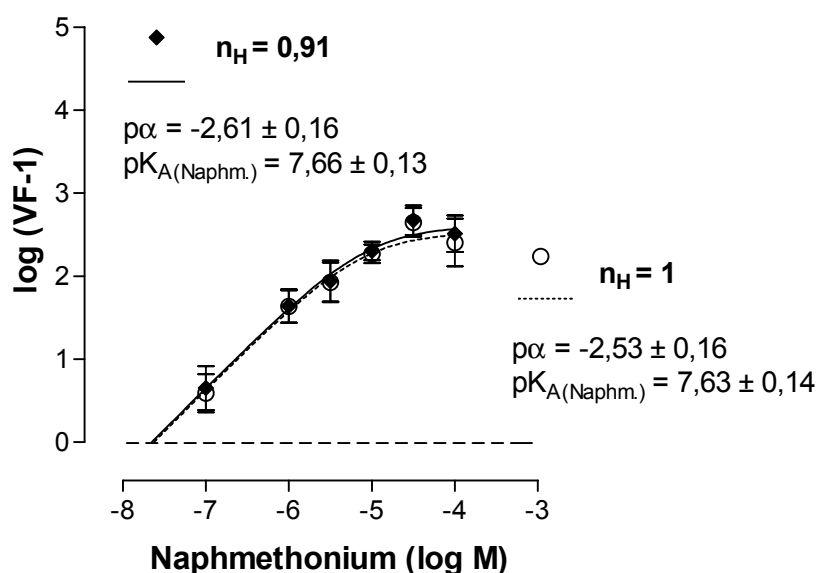 5
4
3
2
1
0
log (VF-1)
n_H = 0,91
pα = -2,61 ± 0,16
pK_A(Naphm.) = 7,66 ± 0,13
n_H = 1
pα = -2,53 ± 0,16
pK_A(Naphm.) = 7,63 ± 0,14
-8 -7 -6 -5 -4 -3
Naphmethonium (log M)